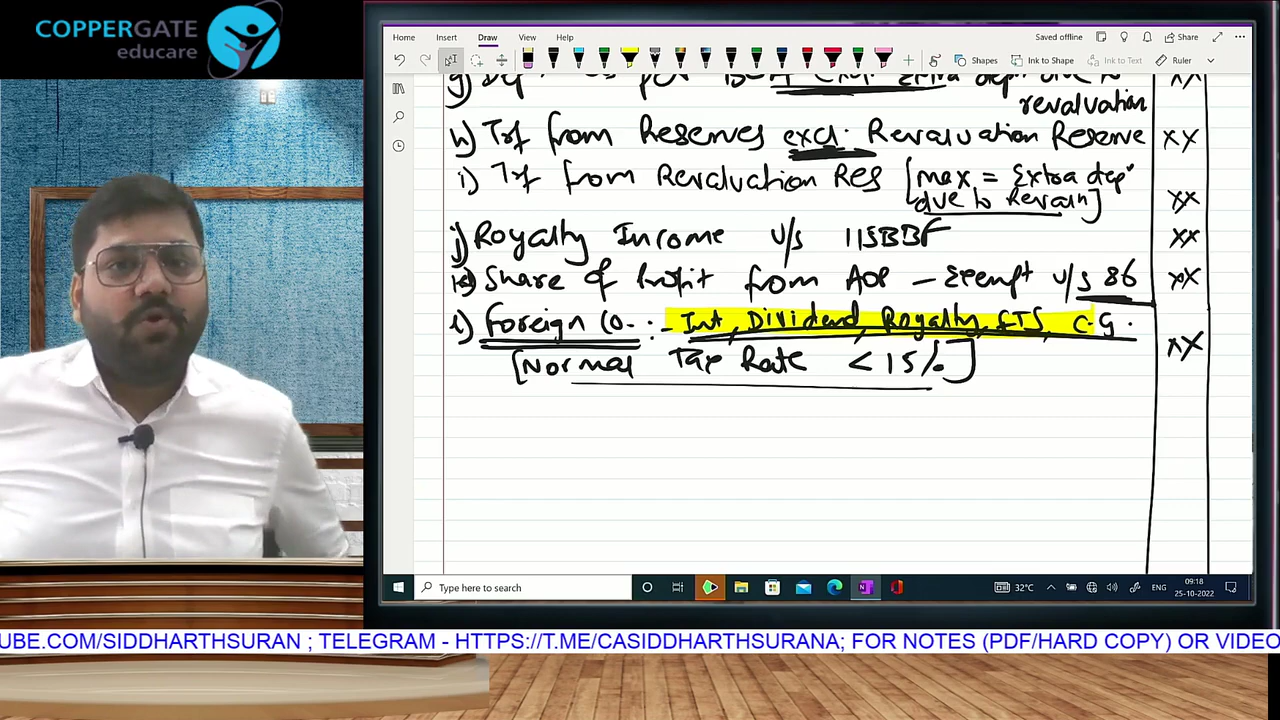 COPPERGATE
educare
Home Insert Draw View Help
Saved offline
Share
Shapes Ink to Shape Ink to Text Ruler
revaluation
h) Trf from Reserves excl. Revaluation Reserve XX
i) Trf from Revaluation Res [max = Extra depn
due to Revaln] XX
j) Royalty Income u/s 115BBF XX
k) Share of Profit from AOP - Exempt u/s 86 XX
l) Foreign Co. :- Int, Dividend, Royalty, FTS, C.G.
[Normal Tax Rate < 15%] XX
Type here to search
32°C
ENG
09:18
25-10-2022
UBE.COM/SIDDHARTHSURAN ; TELEGRAM - HTTPS://T.ME/CASIDDHARTHSURANA; FOR NOTES (PDF/HARD COPY) OR VIDEO